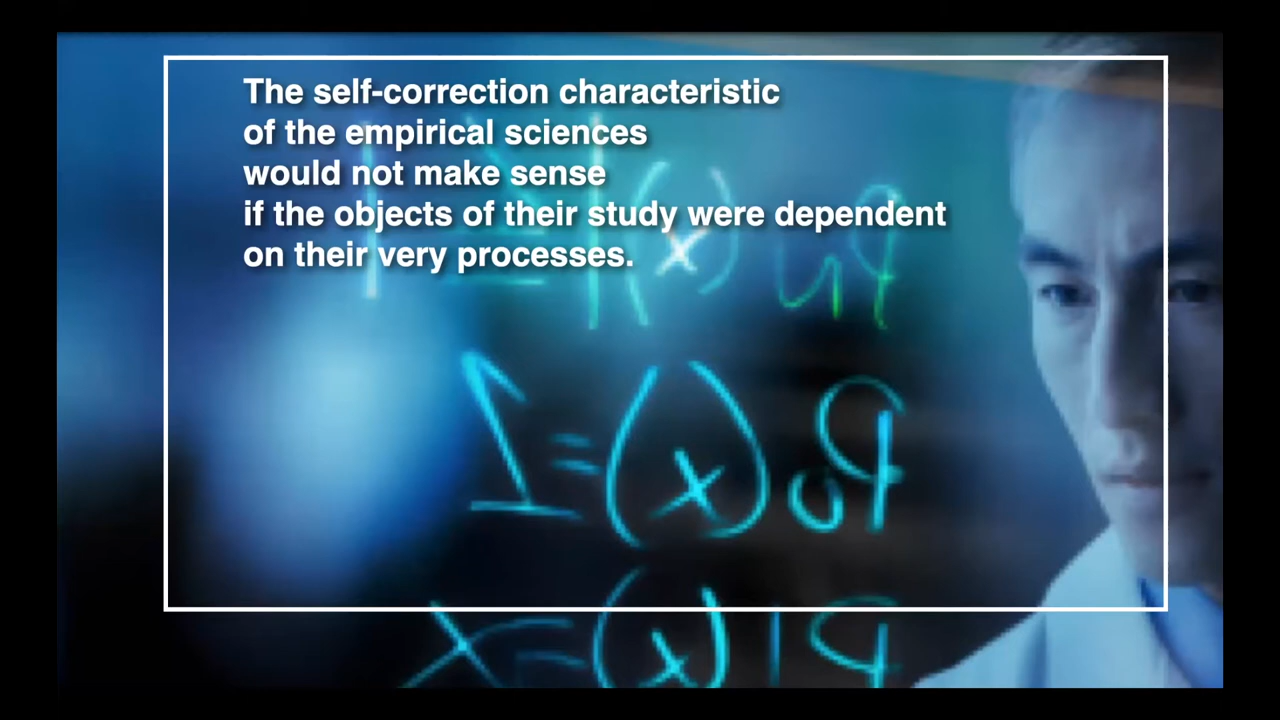 The self-correction characteristic
of the empirical sciences
would not make sense
if the objects of their study were dependent
on their very processes.